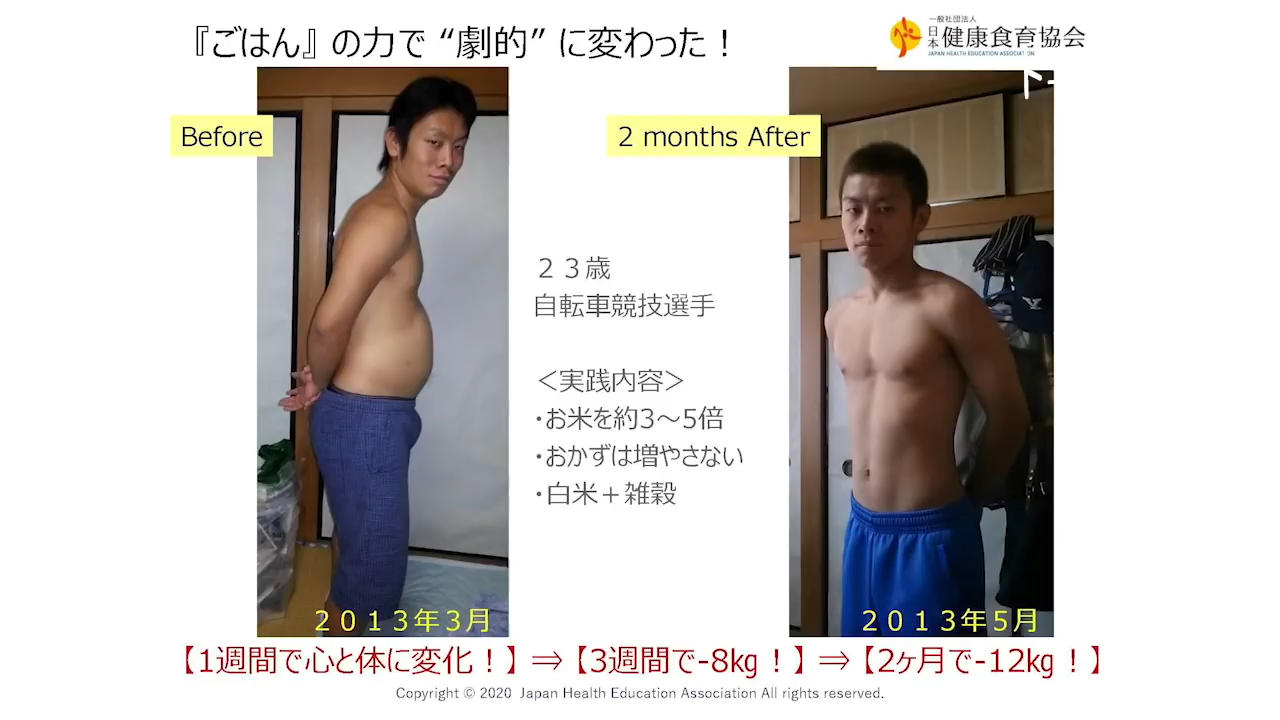 『ごはん』の力で“劇的”に変わった！
一般社団法人
日本 健康食育協会
JAPAN HEALTH EDUCATION ASSOCIATION
Before
2 months After
２３歳
自転車競技選手
＜実践内容＞
・お米を約3～5倍
・おかずは増やさない
・白米＋雑穀
２０１３年３月
２０１３年５月
【1週間で心と体に変化！】⇒【3週間で-8kg！】⇒【2ヶ月で-12kg！】
Copyright © 2020 Japan Health Education Association All rights reserved.